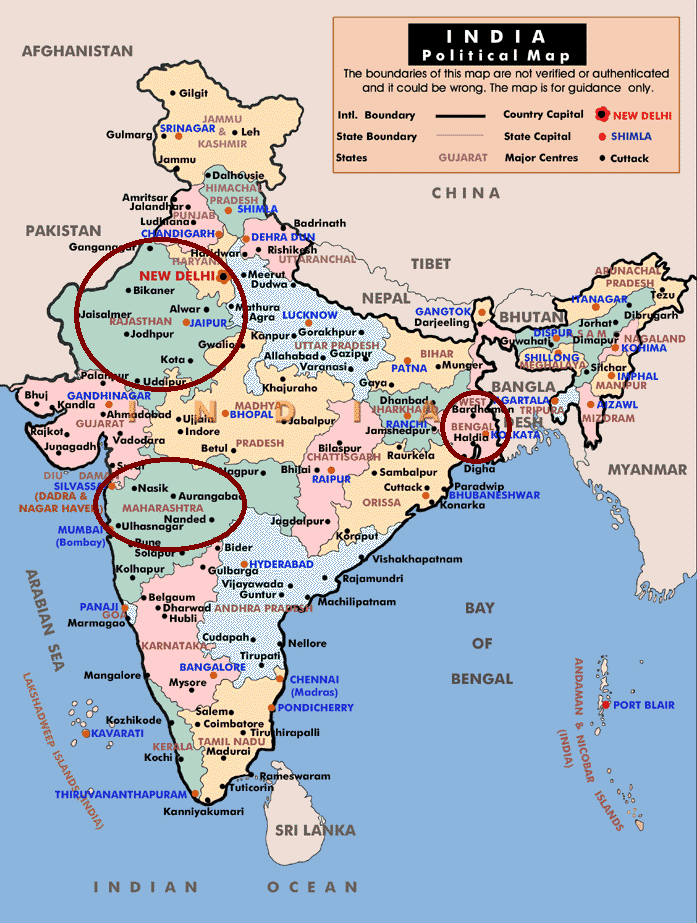 INDIA
Political Map
The boundaries of this map are not verified or authenticated
and it could be wrong. The map is for guidance only.
Intl. Boundary
Country Capital
NEW DELHI
State Boundary
State Capital
SHIMLA
States
GUJARAT
Major Centres
Cuttack
AFGHANISTAN
Gilgit
JAMMU
&
KASHMIR
SRINAGAR
Leh
Gulmarg
Jammu
Dalhousie
HIMACHAL
PRADESH
CHINA
Amritsar
Jalandhar
PUNJAB
SHIMLA
Ludhiana
PAKISTAN
CHANDIGARH
Badrinath
DEHRA DUN
Ganganagar
Haridwar
Rishikesh
UTTARANCHAL
HARYANA
TIBET
NEW DELHI
Meerut
Dudwa
Bikaner
NEPAL
ARUNACHAL
PRADESH
Tezu
Jaisalmer
Alwar
Mathura
Agra
LUCKNOW
GANGTOK
Darjeeling
BHUTAN
ITANAGAR
Dibrugarh
RAJASTHAN
JAIPUR
Jodhpur
Gorakhpur
Kanpur
UTTAR PRADESH
DISPUR
ASSAM
Jorhat
Guwahati
Dimapur
NAGALAND
KOHIMA
Gwalior
Kota
Allahabad
Gazipur
Varanasi
BIHAR
PATNA
Munger
SHILLONG
MEGHALAYA
Silchar
IMPHAL
MANIPUR
Palanpur
Udaipur
Khajuraho
Gaya
BANGLA
DESH
Bhuj
GANDHINAGAR
Kandla
Ahmadabad
INDIA
MADHYA
PRADESH
BHOPAL
Jabalpur
Dhanbad
JHARKHAND
RANCHI
WEST
BENGAL
Bardhaman
AGARTALA
TRIPURA
AIZAWL
MIZORAM
GUJARAT
Ujjain
Indore
Rajkot
Vadodara
Junagadh
Betul
Jamshedpur
Haldia
KOLKATA
Bilaspur
CHATTISGARH
Raurkela
Digha
MYANMAR
DIU
DAMAN
Surat
Nagpur
Bhilai
RAIPUR
Sambalpur
SILVASSA
(DADRA &
NAGAR HAVELI)
Nasik
Aurangabad
Cuttack
Paradwip
BHUBANESHWAR
ORISSA
Konarka
MAHARASHTRA
Nanded
MUMBAI
(Bombay)
Ulhasnagar
Jagdalpur
Koraput
Pune
Solapur
Bider
HYDERABAD
Vishakhapatnam
Kolhapur
Gulbarga
Rajamundri
ARABIAN SEA
Vijayawada
Guntur
PANAJI
GOA
Belgaum
Dharwad
Hubli
ANDHRA PRADESH
Machilipatnam
BAY
OF
BENGAL
Marmagao
Cudapah
Nellore
KARNATAKA
Tirupati
Mangalore
BANGALORE
Mysore
CHENNAI
(Madras)
LAKSHADWEEP ISLANDS (INDIA)
ANDAMAN & NICOBAR ISLANDS
(INDIA)
PORT BLAIR
PONDICHERRY
Kozhikode
Salem
Coimbatore
KAVARATI
Tiruthirapalli
TAMIL NADU
KERALA
Kochi
Madurai
Rameswaram
Tuticorin
THIRUVANANTHAPURAM
Kanniyakumari
SRI LANKA
INDIAN OCEAN